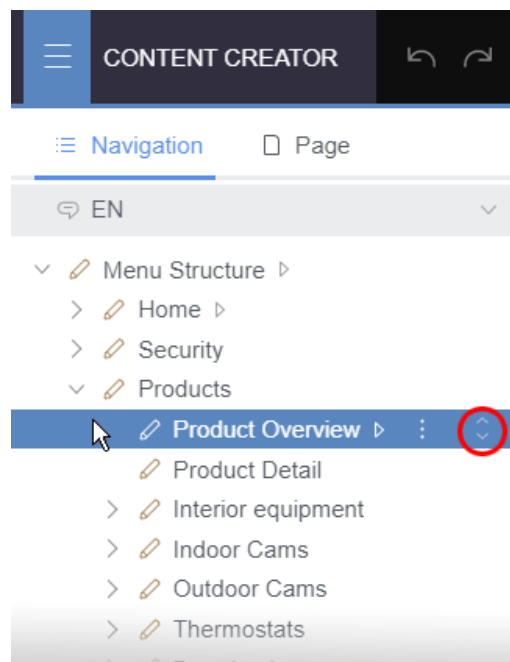 CONTENT CREATOR
Navigation Page
EN
Menu Structure
Home
Security
Products
Product Overview
Product Detail
Interior equipment
Indoor Cams
Outdoor Cams
Thermostats